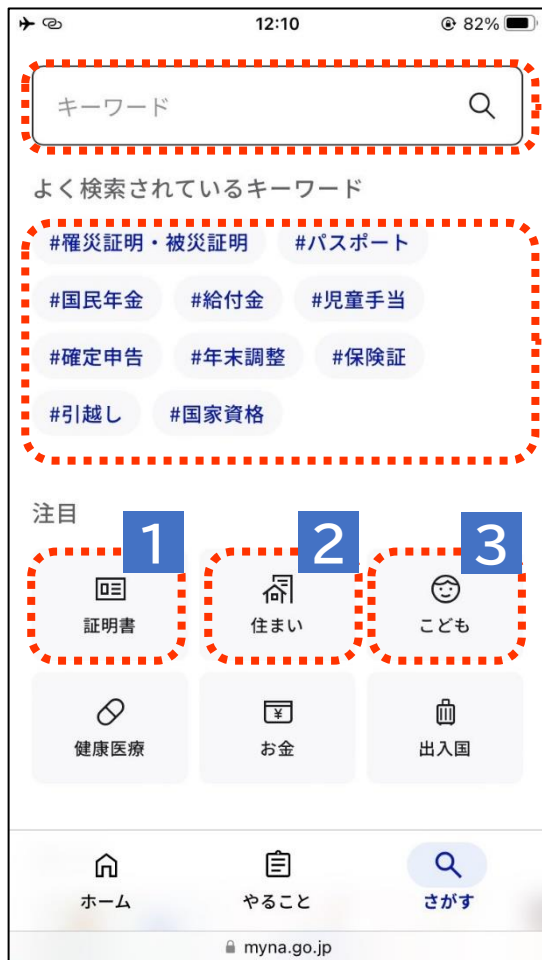 12:10
82%
キーワード
よく検索されているキーワード
#罹災証明・被災証明 #パスポート
#国民年金 #給付金 #児童手当
#確定申告 #年末調整 #保険証
#引越し #国家資格
注目
1 2 3
証明書 住まい こども
健康医療 お金 出入国
ホーム やること さがす
myna.go.jp